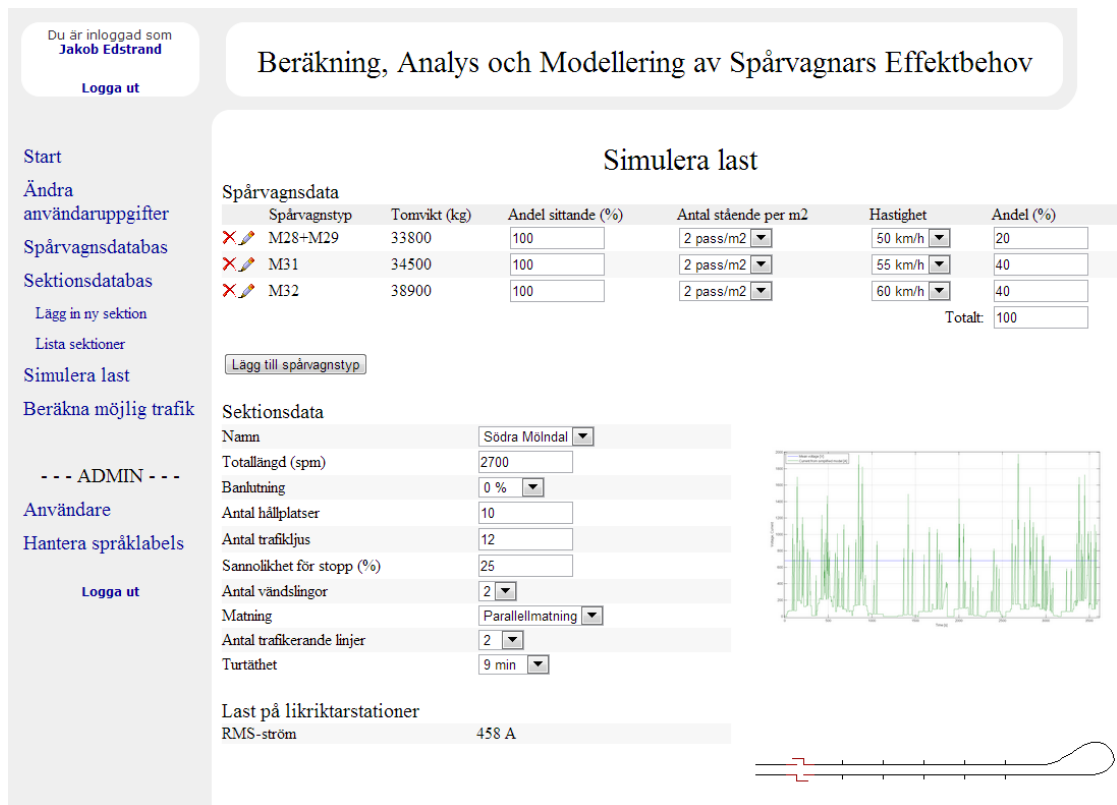 Du är inloggad som
Jakob Edstrand
Logga ut
Beräkning, Analys och Modellering av Spårvagnars Effektbehov
Start
Ändra
användaruppgifter
Spårvagnsdatabas
Sektionsdatabas
Lägg in ny sektion
Lista sektioner
Simulera last
Beräkna möjlig trafik
- - - ADMIN - - -
Användare
Hantera språklabels
Logga ut
Simulera last
Spårvagnsdata
Spårvagnstyp Tomvikt (kg) Andel sittande (%) Antal stående per m2 Hastighet Andel (%)
M28+M29 33800 100 2 pass/m2 50 km/h 20
M31 34500 100 2 pass/m2 55 km/h 40
M32 38900 100 2 pass/m2 60 km/h 40
Totalt: 100
Lägg till spårvagnstyp
Sektionsdata
Namn Södra Mölndal
Totallängd (spm) 2700
Banlutning 0 %
Antal hållplatser 10
Antal trafikljus 12
Sannolikhet för stopp (%) 25
Antal vändslingor 2
Matning Parallellmatning
Antal trafikerande linjer 2
Turtäthet 9 min
Last på likriktarstationer
RMS-ström 458 A